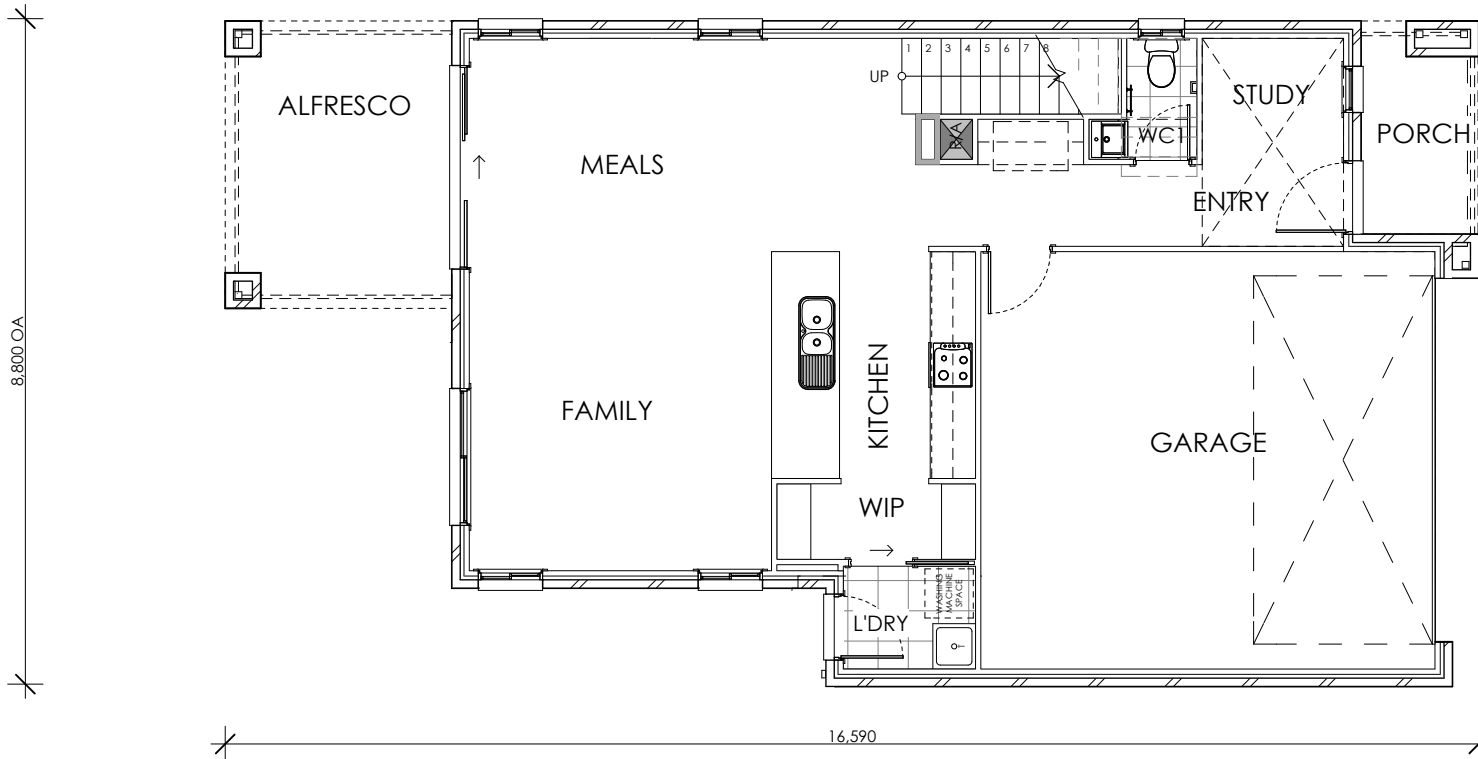 1 2 3 4 5 6 7 8
UP
ALFRESCO
STUDY
PORCH
R/A
WC1
MEALS
ENTRY
8,800 OA
KITCHEN
FAMILY
GARAGE
WIP
WASHING
MACHINE
SPACE
L'DRY
16,590